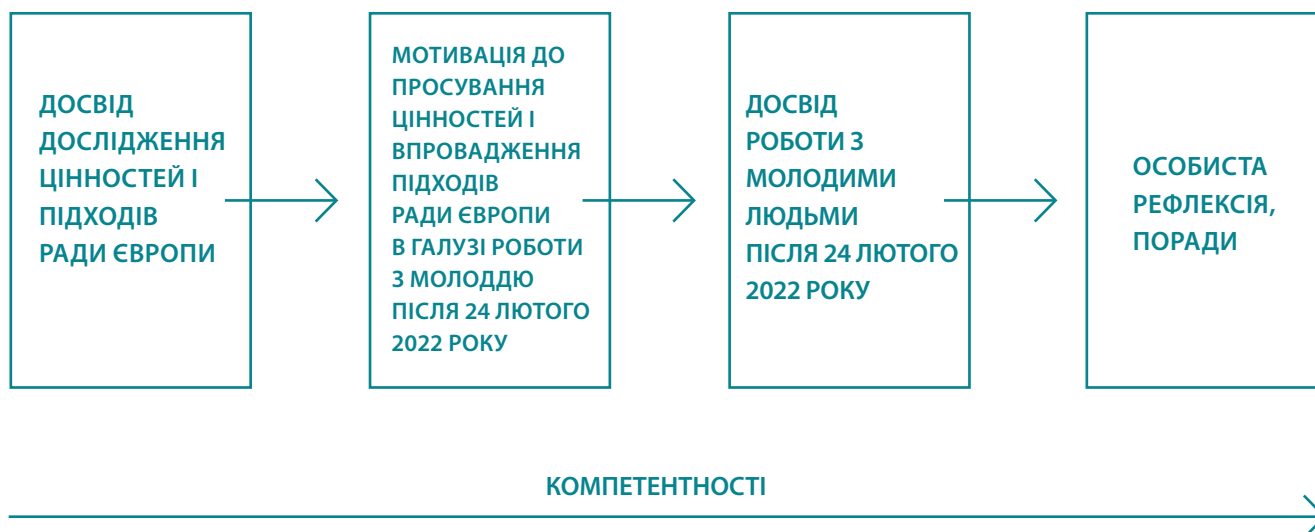 ДОСВІД
ДОСЛІДЖЕННЯ
ЦІННОСТЕЙ І
ПІДХОДІВ
РАДИ ЄВРОПИ
МОТИВАЦІЯ ДО
ПРОСУВАННЯ
ЦІННОСТЕЙ І
ВПРОВАДЖЕННЯ
ПІДХОДІВ
РАДИ ЄВРОПИ
В ГАЛУЗІ РОБОТИ
З МОЛОДДЮ
ПІСЛЯ 24 ЛЮТОГО
2022 РОКУ
ДОСВІД
РОБОТИ З
МОЛОДИМИ
ЛЮДЬМИ
ПІСЛЯ 24 ЛЮТОГО
2022 РОКУ
ОСОБИСТА
РЕФЛЕКСІЯ,
ПОРАДИ
КОМПЕТЕНТНОСТІ